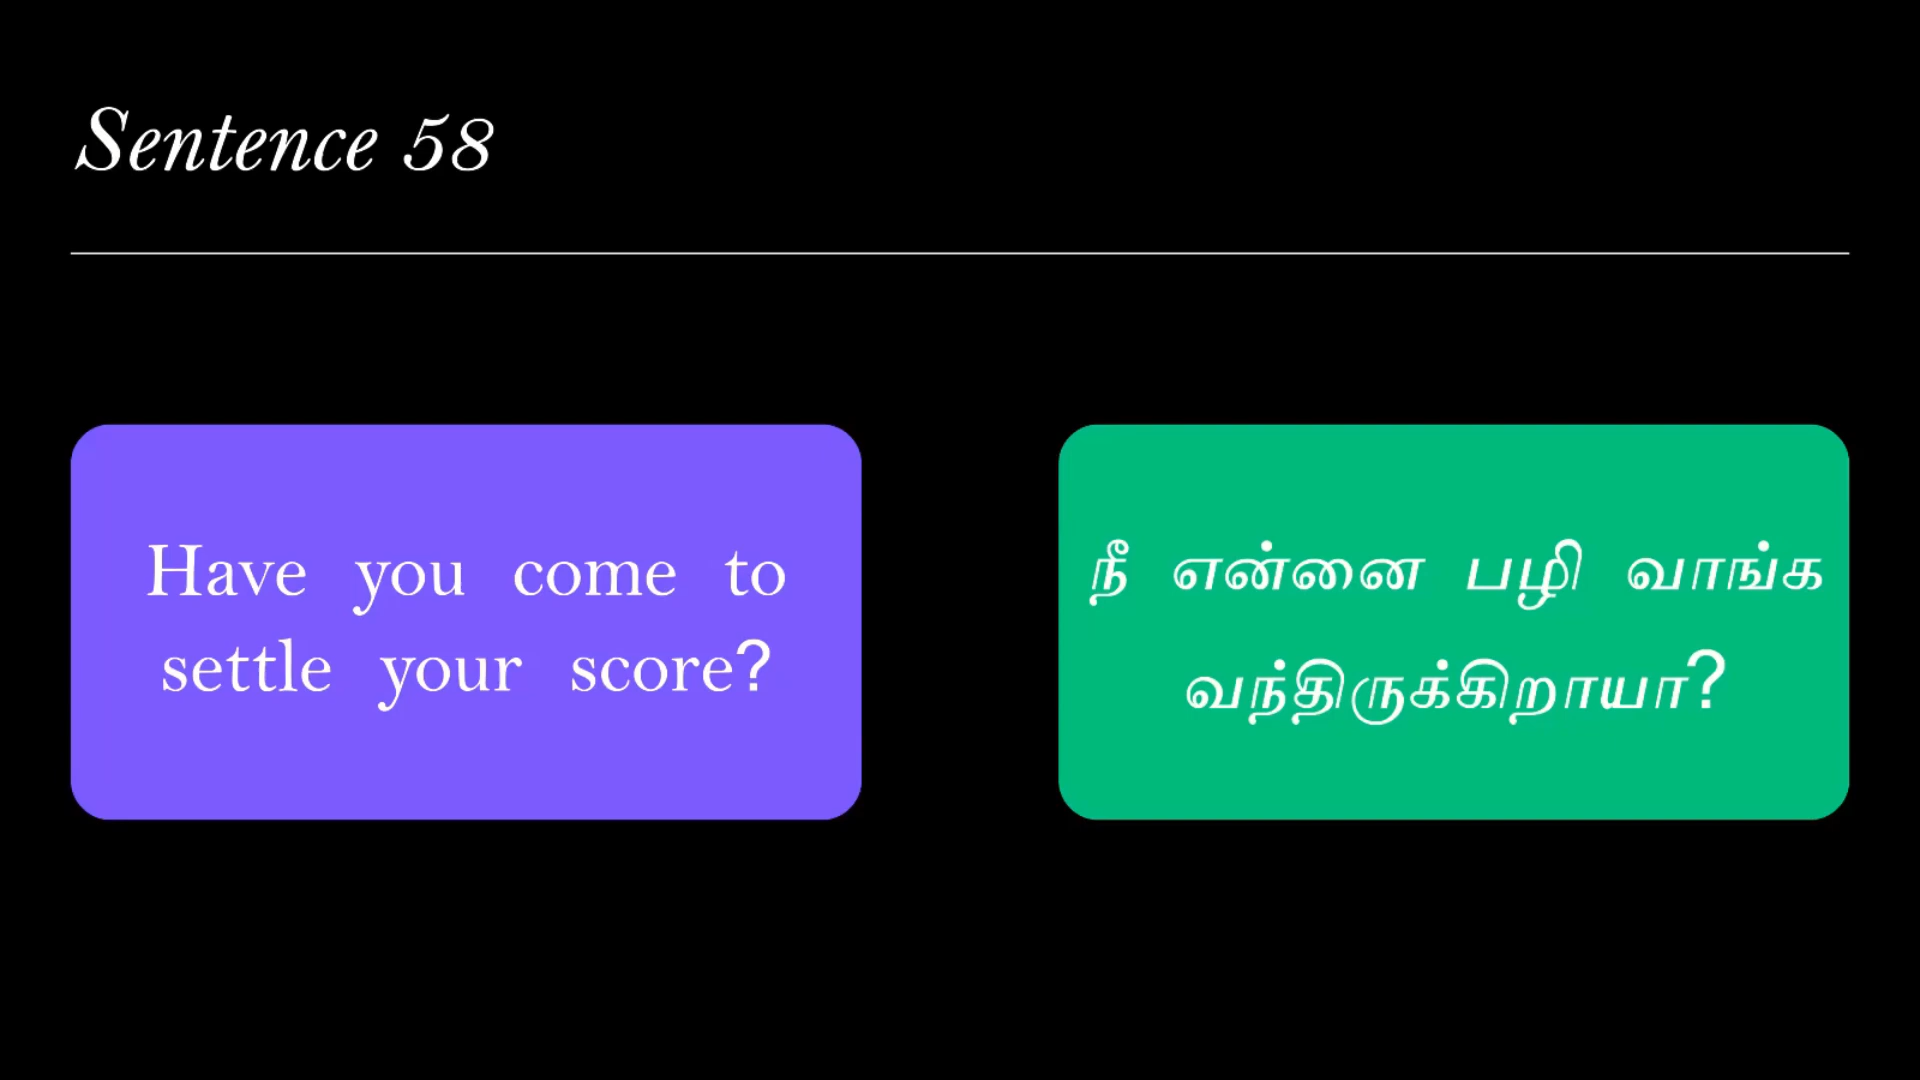 Sentence 58
Have you come to
settle your score?
நீ என்னை பழி வாங்க
வந்திருக்கிறாயா?